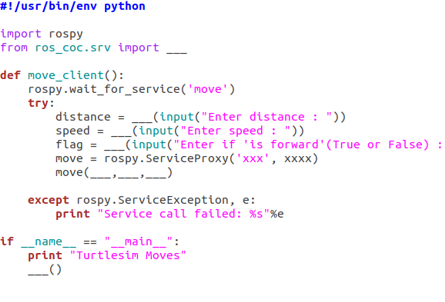 #!/usr/bin/env python
import rospy
from ros_coc.srv import ___
def move_client():
rospy.wait_for_service('move')
try:
distance = ___(input("Enter distance : "))
speed = ___(input("Enter speed : "))
flag = ___(input("Enter if 'is forward'(True or False) :
move = rospy.ServiceProxy('xxx', xxxx)
move(___,___,___)
except rospy.ServiceException, e:
print "Service call failed: %s"%e
if __name__ == "__main__":
print "Turtlesim Moves"
___()